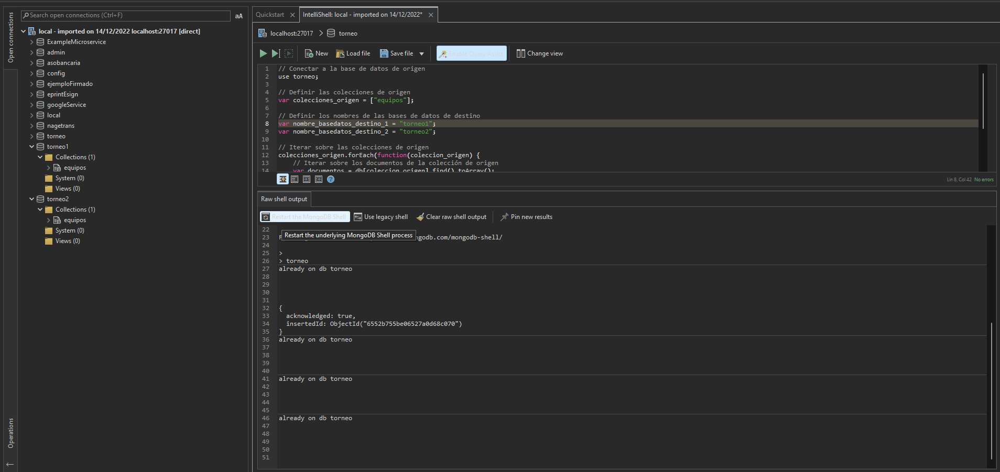 Open connections
Operations
Search open connections (Ctrl+F)
aA
local - imported on 14/12/2022 localhost:27017 [direct]
ExampleMicroservice
admin
asobancaria
config
ejemploFirmado
eprintEsign
googleService
local
nagetrans
torneo
torneo1
Collections (1)
equipos
System (0)
Views (0)
torneo2
Collections (1)
equipos
System (0)
Views (0)
Quickstart
IntelliShell: local - imported on 14/12/2022*
localhost:27017 torneo
New Load file Save file Enable Query Assist Change view
1 // Conectar a la base de datos de origen
2 use torneo;
3
4 // Definir las colecciones de origen
5 var colecciones_origen = ["equipos"];
6
7 // Definir los nombres de las bases de datos de destino
8 var nombre_basedatos_destino_1 = "torneo1";
9 var nombre_basedatos_destino_2 = "torneo2";
10
11 // Iterar sobre las colecciones de origen
12 colecciones_origen.forEach(function(coleccion_origen) {
13 // Iterar sobre los documentos de la colección de origen
14 var documentos = db[coleccion_origen].find().toArray();
Lin 8, Col 42 No errors
Raw shell output
Restart the MongoDB Shell Use legacy shell Clear raw shell output Pin new results
Restart the underlying MongoDB Shell process
22
23 ngodb.com/mongodb-shell/
24
25 >
26 > torneo
27 already on db torneo
28
29
30
31
32 {
33 acknowledged: true,
34 insertedId: ObjectId("6552b755be06527a0d68c070")
35 }
36 already on db torneo
37
38
39
40
41 already on db torneo
42
43
44
45
46 already on db torneo
47
48
49
50
51